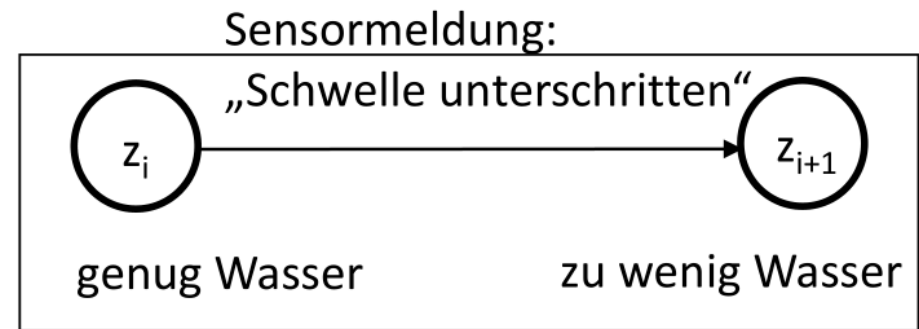 Sensormeldung:
„Schwelle unterschritten“
zᵢ
zᵢ₊₁
genug Wasser
zu wenig Wasser